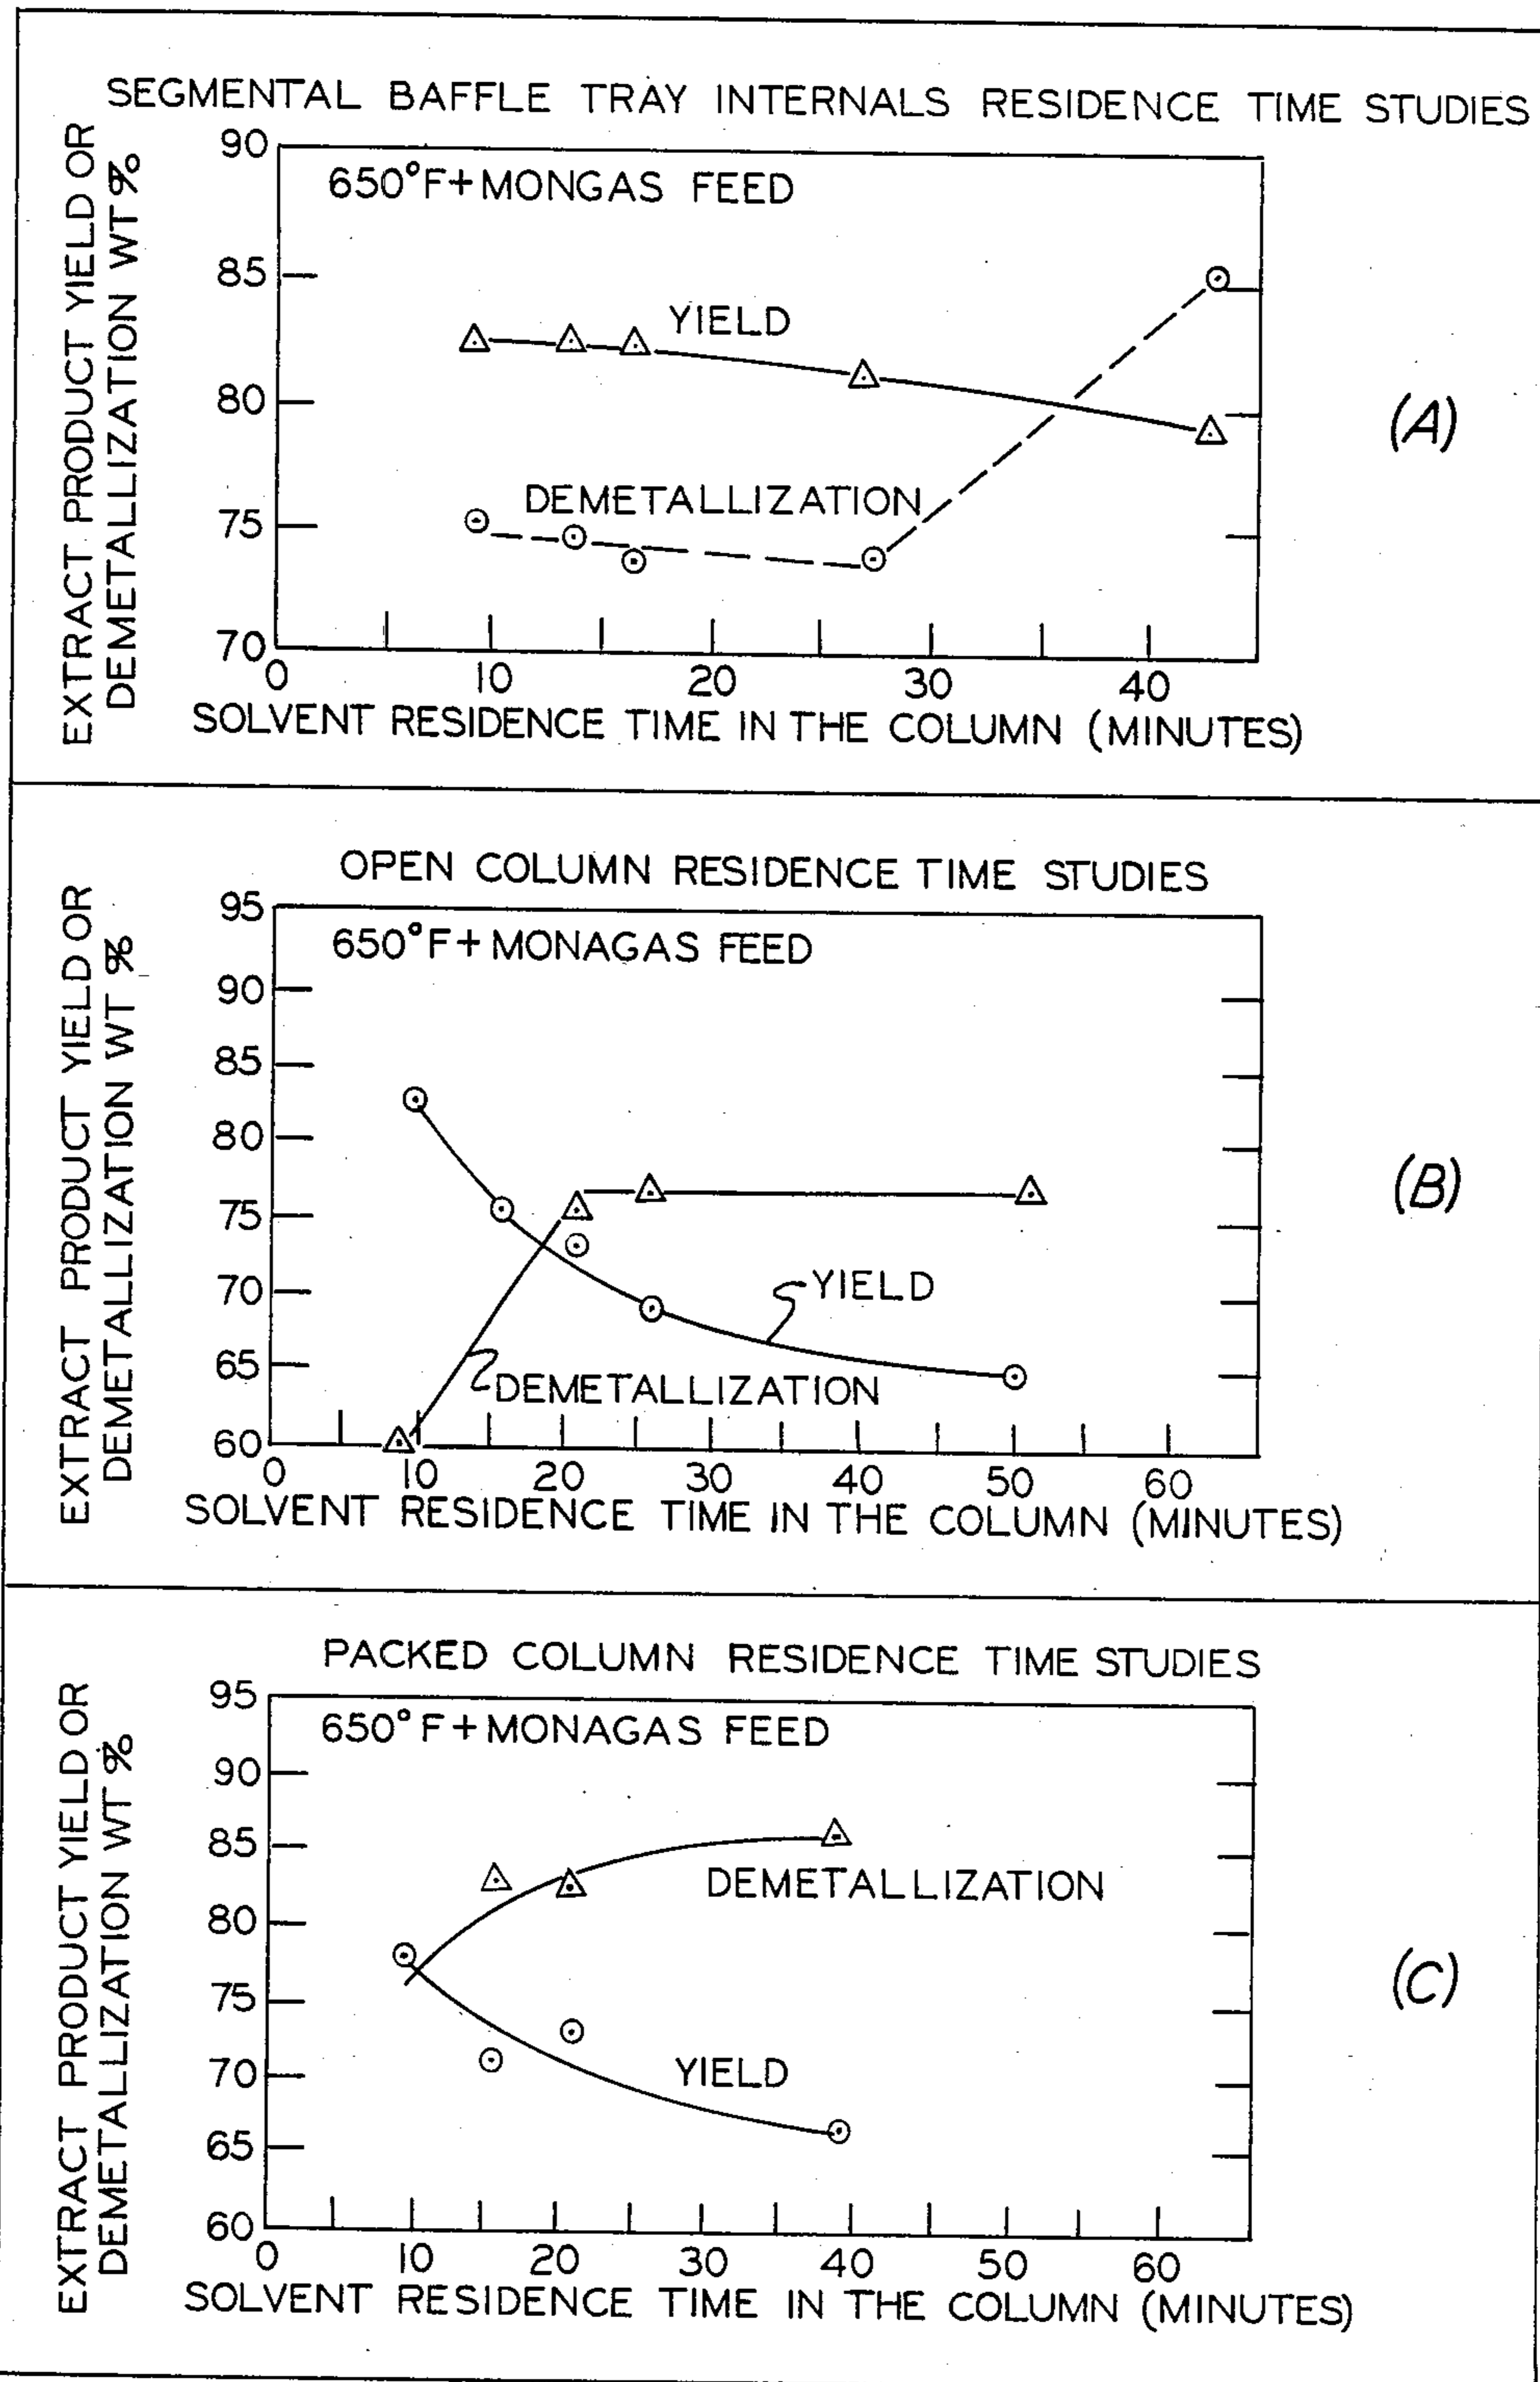 SEGMENTAL BAFFLE TRAY INTERNALS RESIDENCE TIME STUDIES
EXTRACT PRODUCT YIELD OR
DEMETALLIZATION WT%
90
85
80
75
70
650°F+MONGAS FEED
YIELD
DEMETALLIZATION
(A)
0 10 20 30 40
SOLVENT RESIDENCE TIME IN THE COLUMN (MINUTES)
OPEN COLUMN RESIDENCE TIME STUDIES
EXTRACT PRODUCT YIELD OR
DEMETALLIZATION WT %
95
90
85
80
75
70
65
60
650°F+MONAGAS FEED
YIELD
DEMETALLIZATION
(B)
0 10 20 30 40 50 60
SOLVENT RESIDENCE TIME IN THE COLUMN (MINUTES)
PACKED COLUMN RESIDENCE TIME STUDIES
EXTRACT PRODUCT YIELD OR
DEMETALLIZATION WT %
95
90
85
80
75
70
65
60
650°F+MONAGAS FEED
DEMETALLIZATION
YIELD
(C)
0 10 20 30 40 50 60
SOLVENT RESIDENCE TIME IN THE COLUMN (MINUTES)